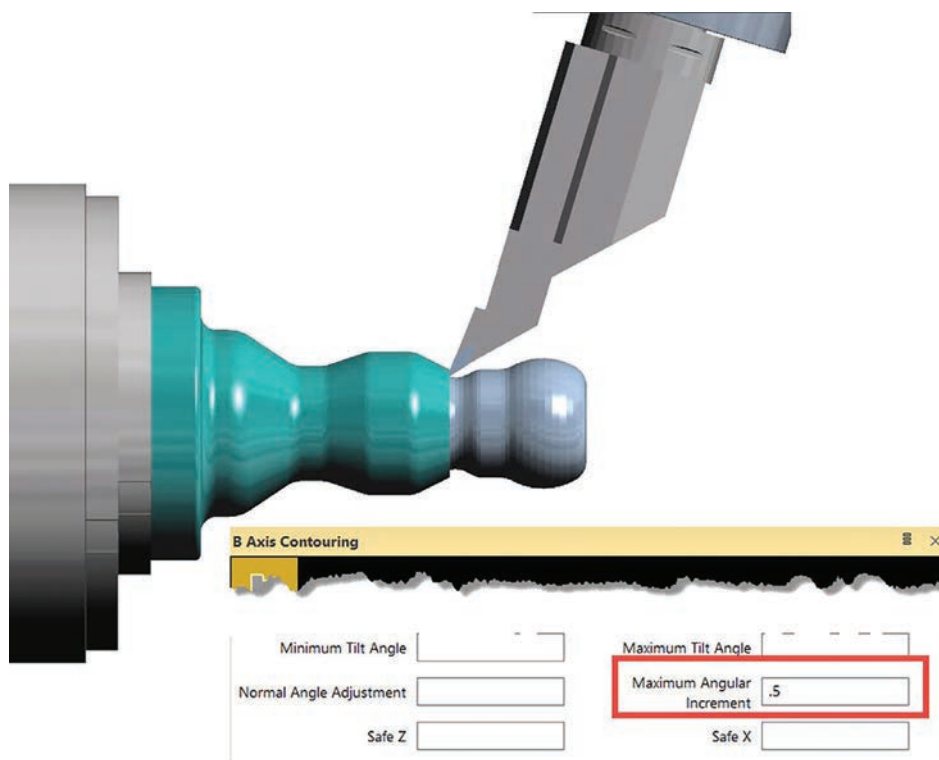 B Axis Contouring
Minimum Tilt Angle
Maximum Tilt Angle
Normal Angle Adjustment
Maximum Angular
Increment
.5
Safe Z
Safe X